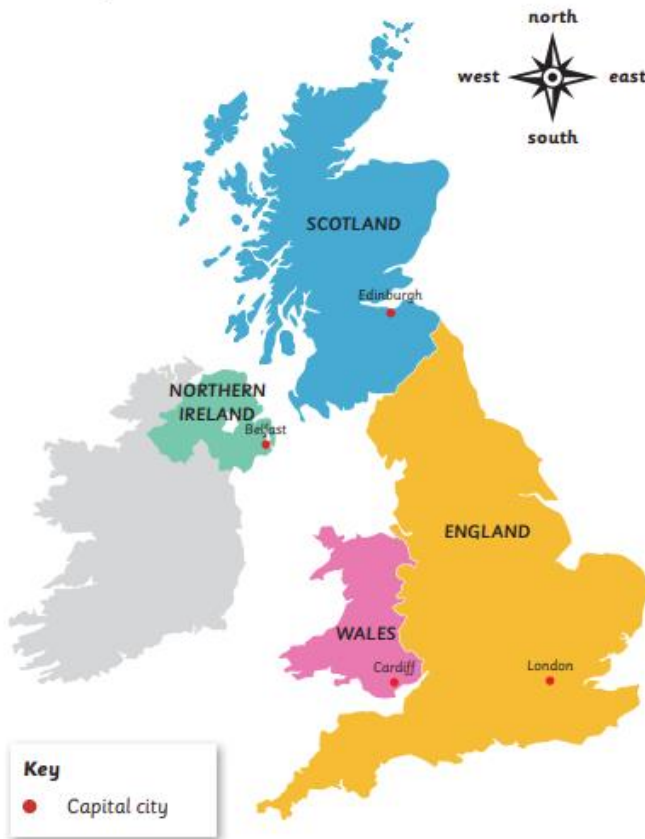 north
west
east
south
SCOTLAND
Edinburgh
NORTHERN
IRELAND
Belfast
ENGLAND
WALES
Cardiff
London
Key
Capital city